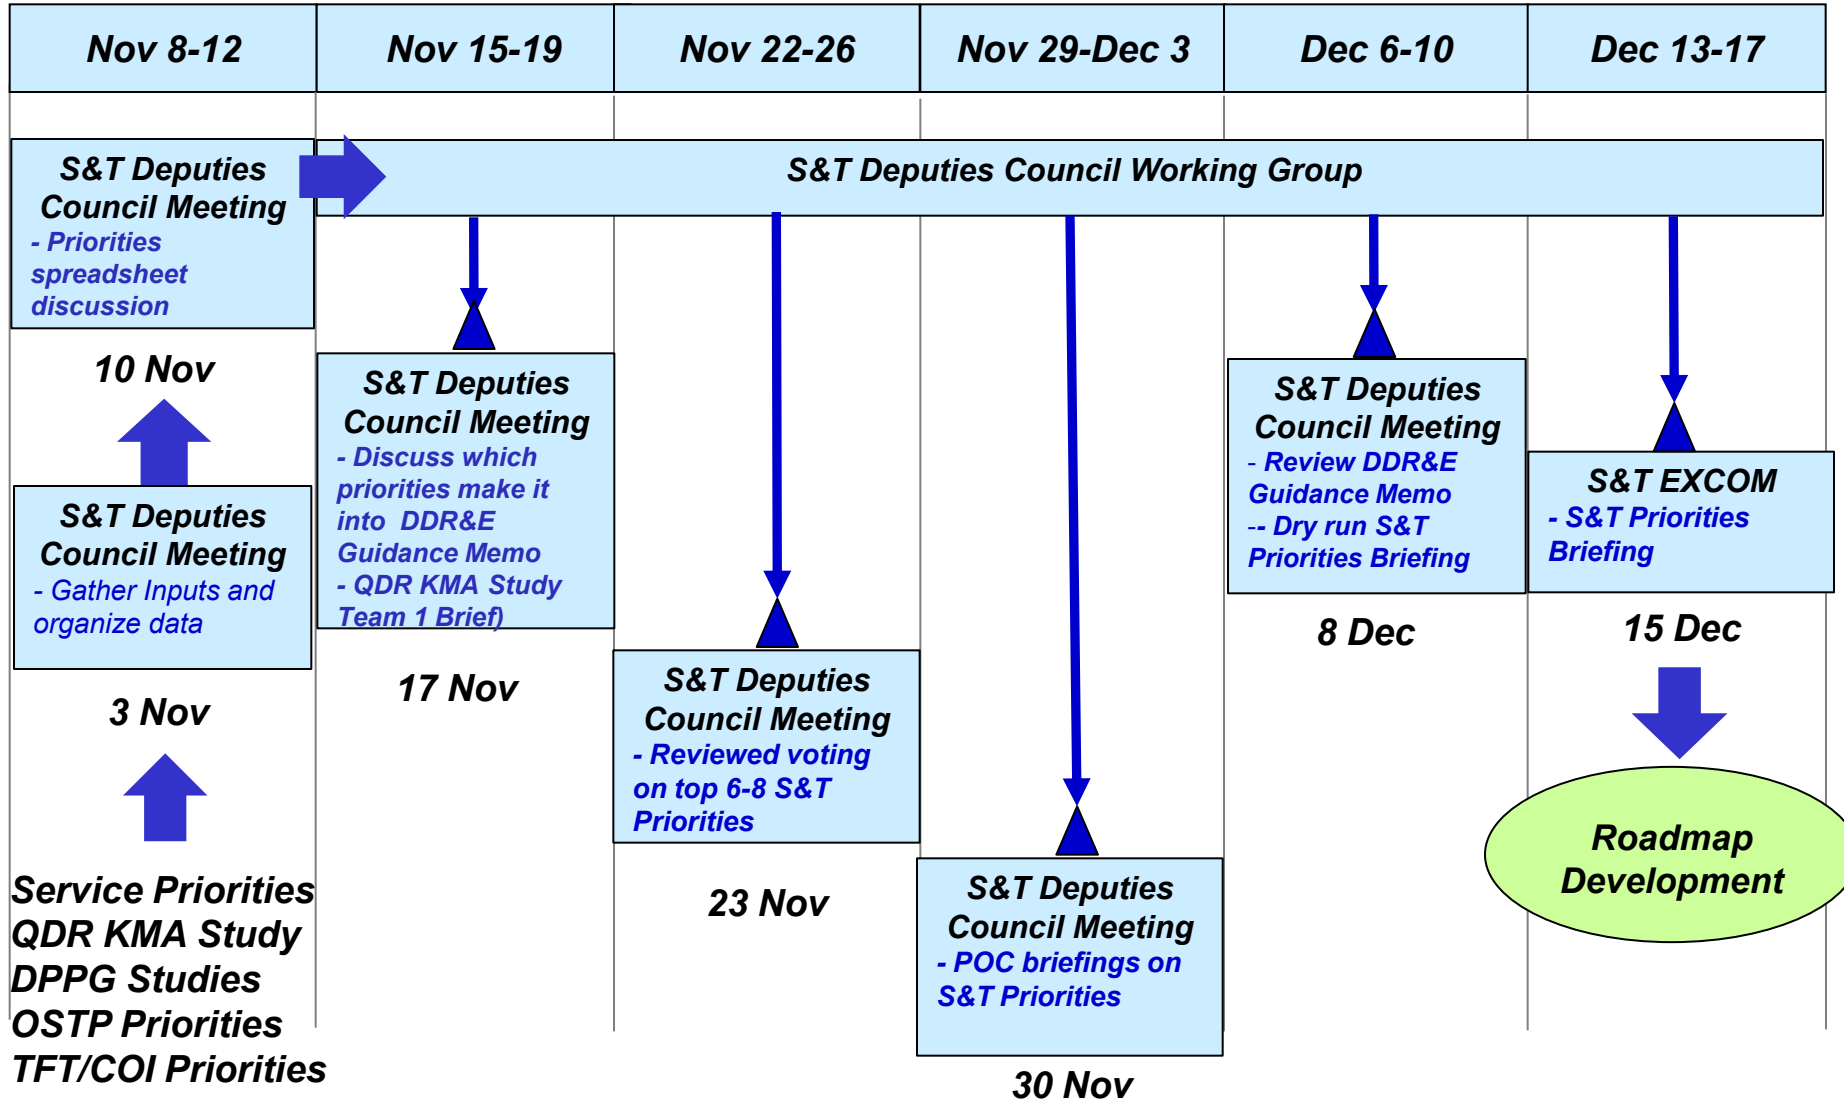 Nov 8-12
Nov 15-19
Nov 22-26
Nov 29-Dec 3
Dec 6-10
Dec 13-17
S&T Deputies
Council Meeting
- Priorities
spreadsheet
discussion
10 Nov
S&T Deputies
Council Meeting
- Gather Inputs and
organize data
3 Nov
Service Priorities
QDR KMA Study
DPPG Studies
OSTP Priorities
TFT/COI Priorities
S&T Deputies Council Working Group
S&T Deputies
Council Meeting
- Discuss which
priorities make it
into DDR&E
Guidance Memo
- QDR KMA Study
Team 1 Brief)
17 Nov
S&T Deputies
Council Meeting
- Reviewed voting
on top 6-8 S&T
Priorities
23 Nov
S&T Deputies
Council Meeting
- POC briefings on
S&T Priorities
30 Nov
S&T Deputies
Council Meeting
- Review DDR&E
Guidance Memo
-- Dry run S&T
Priorities Briefing
8 Dec
S&T EXCOM
- S&T Priorities
Briefing
15 Dec
Roadmap
Development